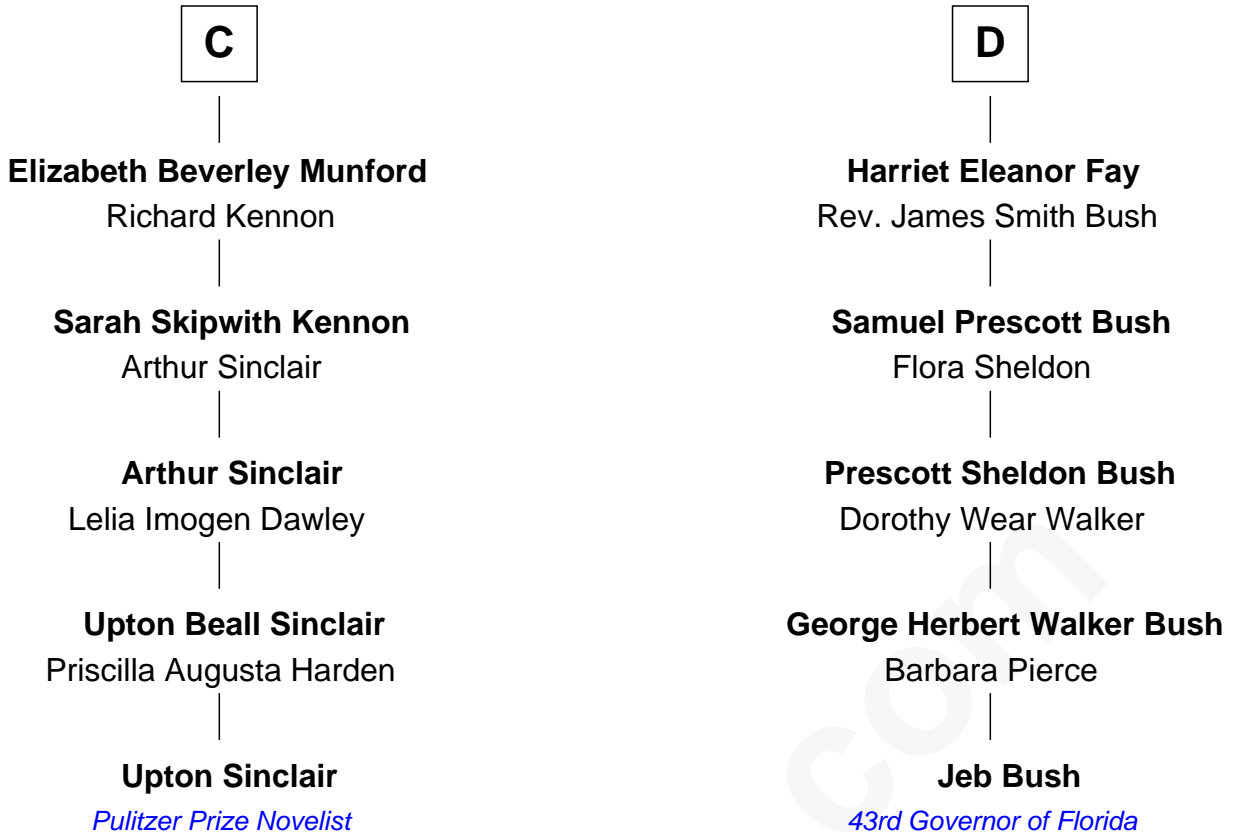 C
Elizabeth Beverley Munford
Richard Kennon
Sarah Skipwith Kennon
Arthur Sinclair
Arthur Sinclair
Lelia Imogen Dawley
Upton Beall Sinclair
Priscilla Augusta Harden
Upton Sinclair
Pulitzer Prize Novelist
D
Harriet Eleanor Fay
Rev. James Smith Bush
Samuel Prescott Bush
Flora Sheldon
Prescott Sheldon Bush
Dorothy Wear Walker
George Herbert Walker Bush
Barbara Pierce
Jeb Bush
43rd Governor of Florida
com